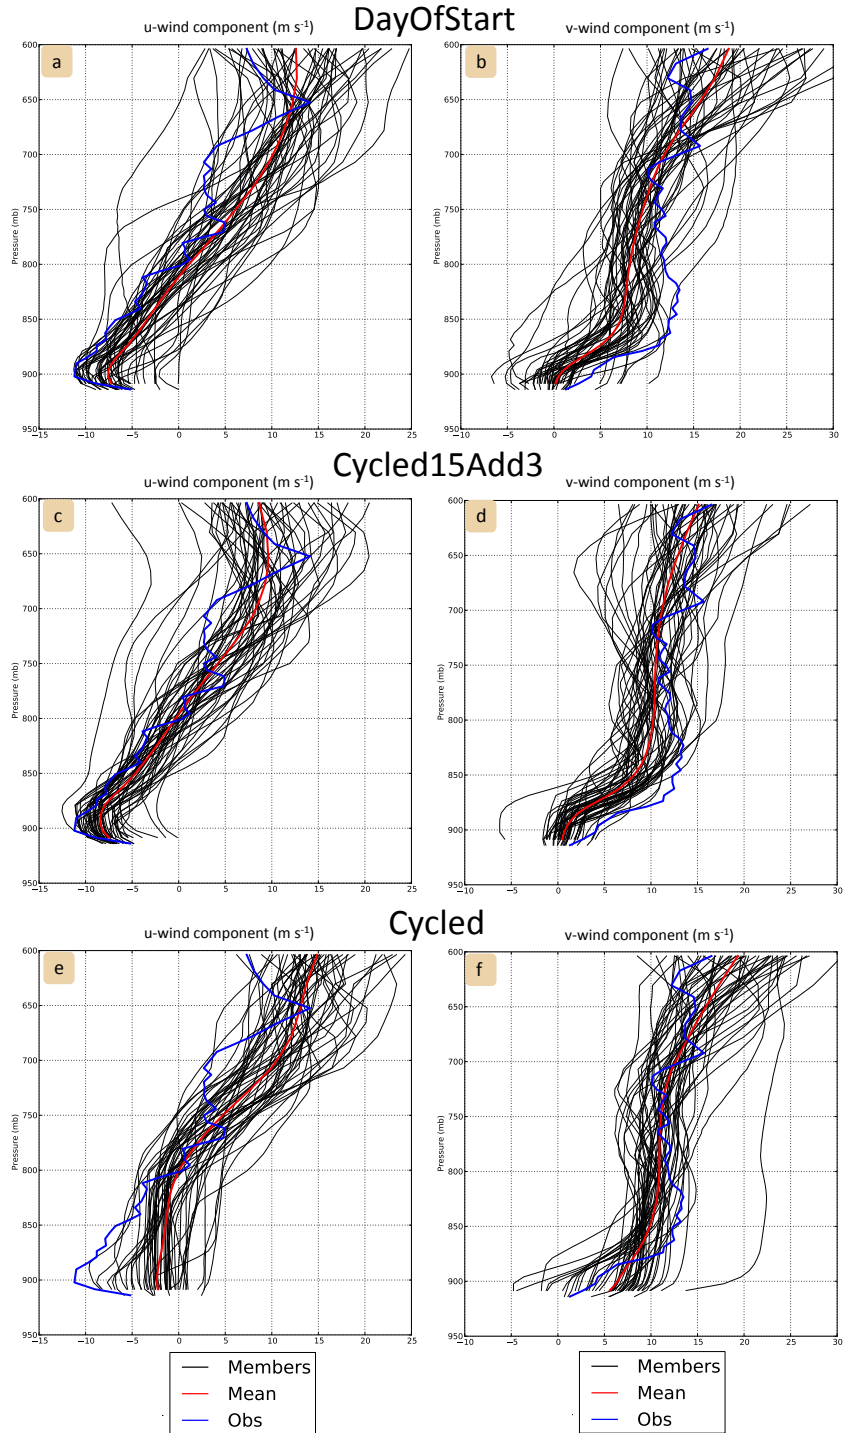 DayOfStart
u-wind component (m s⁻¹)
v-wind component (m s⁻¹)
a
b
600
650
700
750
800
850
900
950
Pressure (mb)
−15 −10 −5 0 5 10 15 20 25
600
650
700
750
800
850
900
950
Pressure (mb)
−10 −5 0 5 10 15 20 25 30
Cycled15Add3
u-wind component (m s⁻¹)
v-wind component (m s⁻¹)
c
d
600
650
700
750
800
850
900
950
Pressure (mb)
−15 −10 −5 0 5 10 15 20 25
600
650
700
750
800
850
900
950
Pressure (mb)
−10 −5 0 5 10 15 20 25 30
Cycled
u-wind component (m s⁻¹)
v-wind component (m s⁻¹)
e
f
600
650
700
750
800
850
900
950
Pressure (mb)
−15 −10 −5 0 5 10 15 20 25
600
650
700
750
800
850
900
950
Pressure (mb)
−10 −5 0 5 10 15 20 25 30
Members
Mean
Obs
Members
Mean
Obs